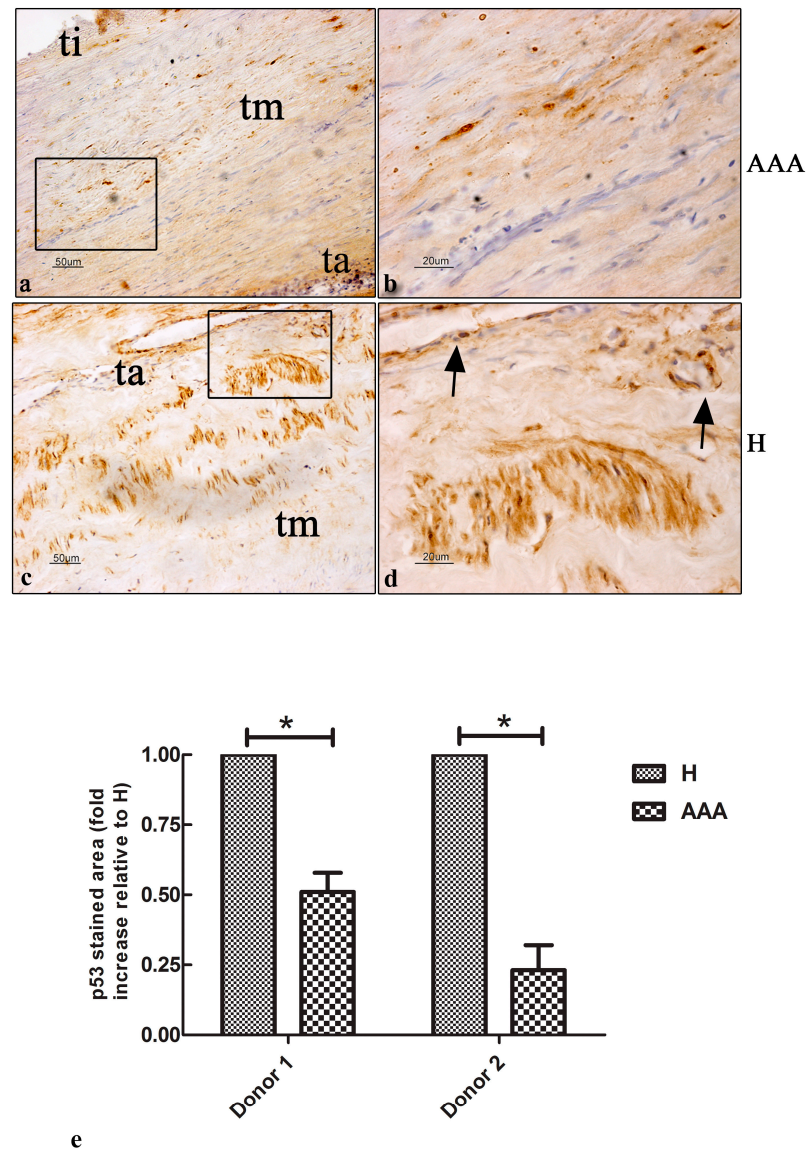 ti
tm
AAA
ta
50um
20um
a
b
ta
H
tm
50um
20um
c
d
*
*
1.00
0.75
0.50
0.25
0.00
p53 stained area (fold
increase relative to H)
H
AAA
Donor 1
Donor 2
e